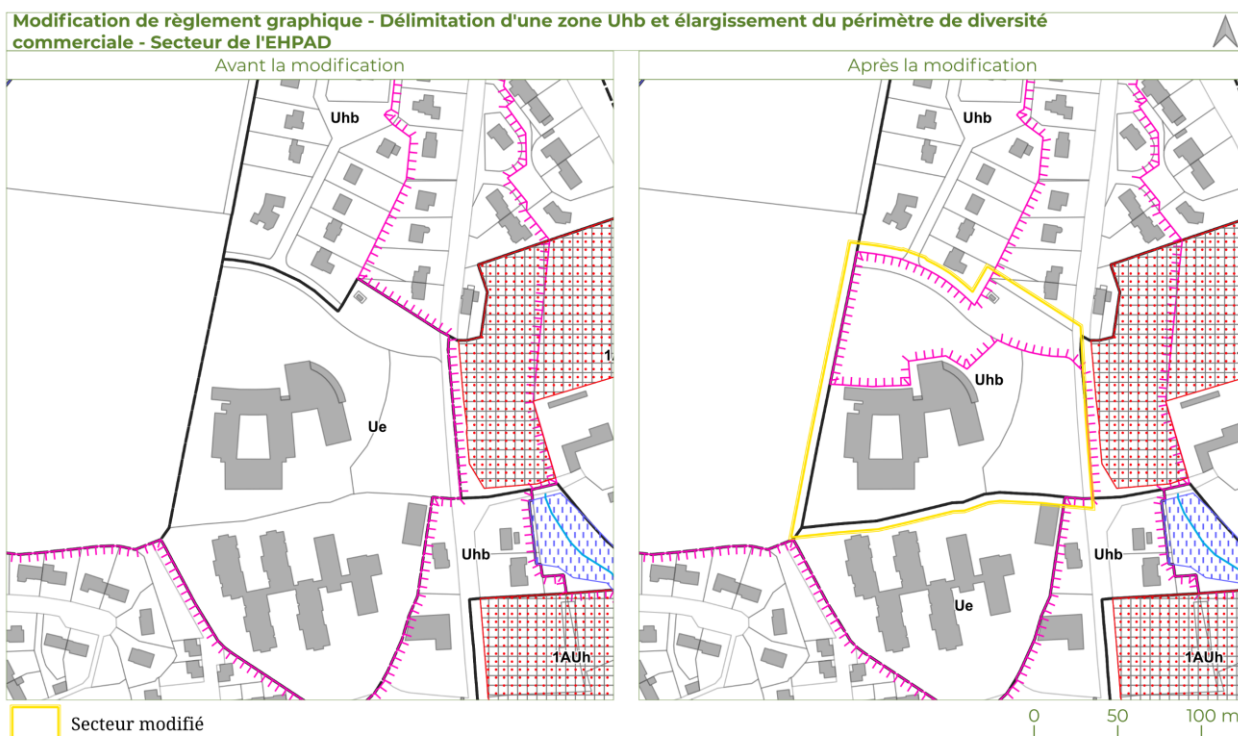 Modification de règlement graphique - Délimitation d'une zone Uhb et élargissement du périmètre de diversité
commerciale - Secteur de l'EHPAD
Avant la modification
Après la modification
Uhb
Ue
Uhb
1AUh
Uhb
Uhb
Uhb
Ue
1AUh
Secteur modifié
0 50 100 m